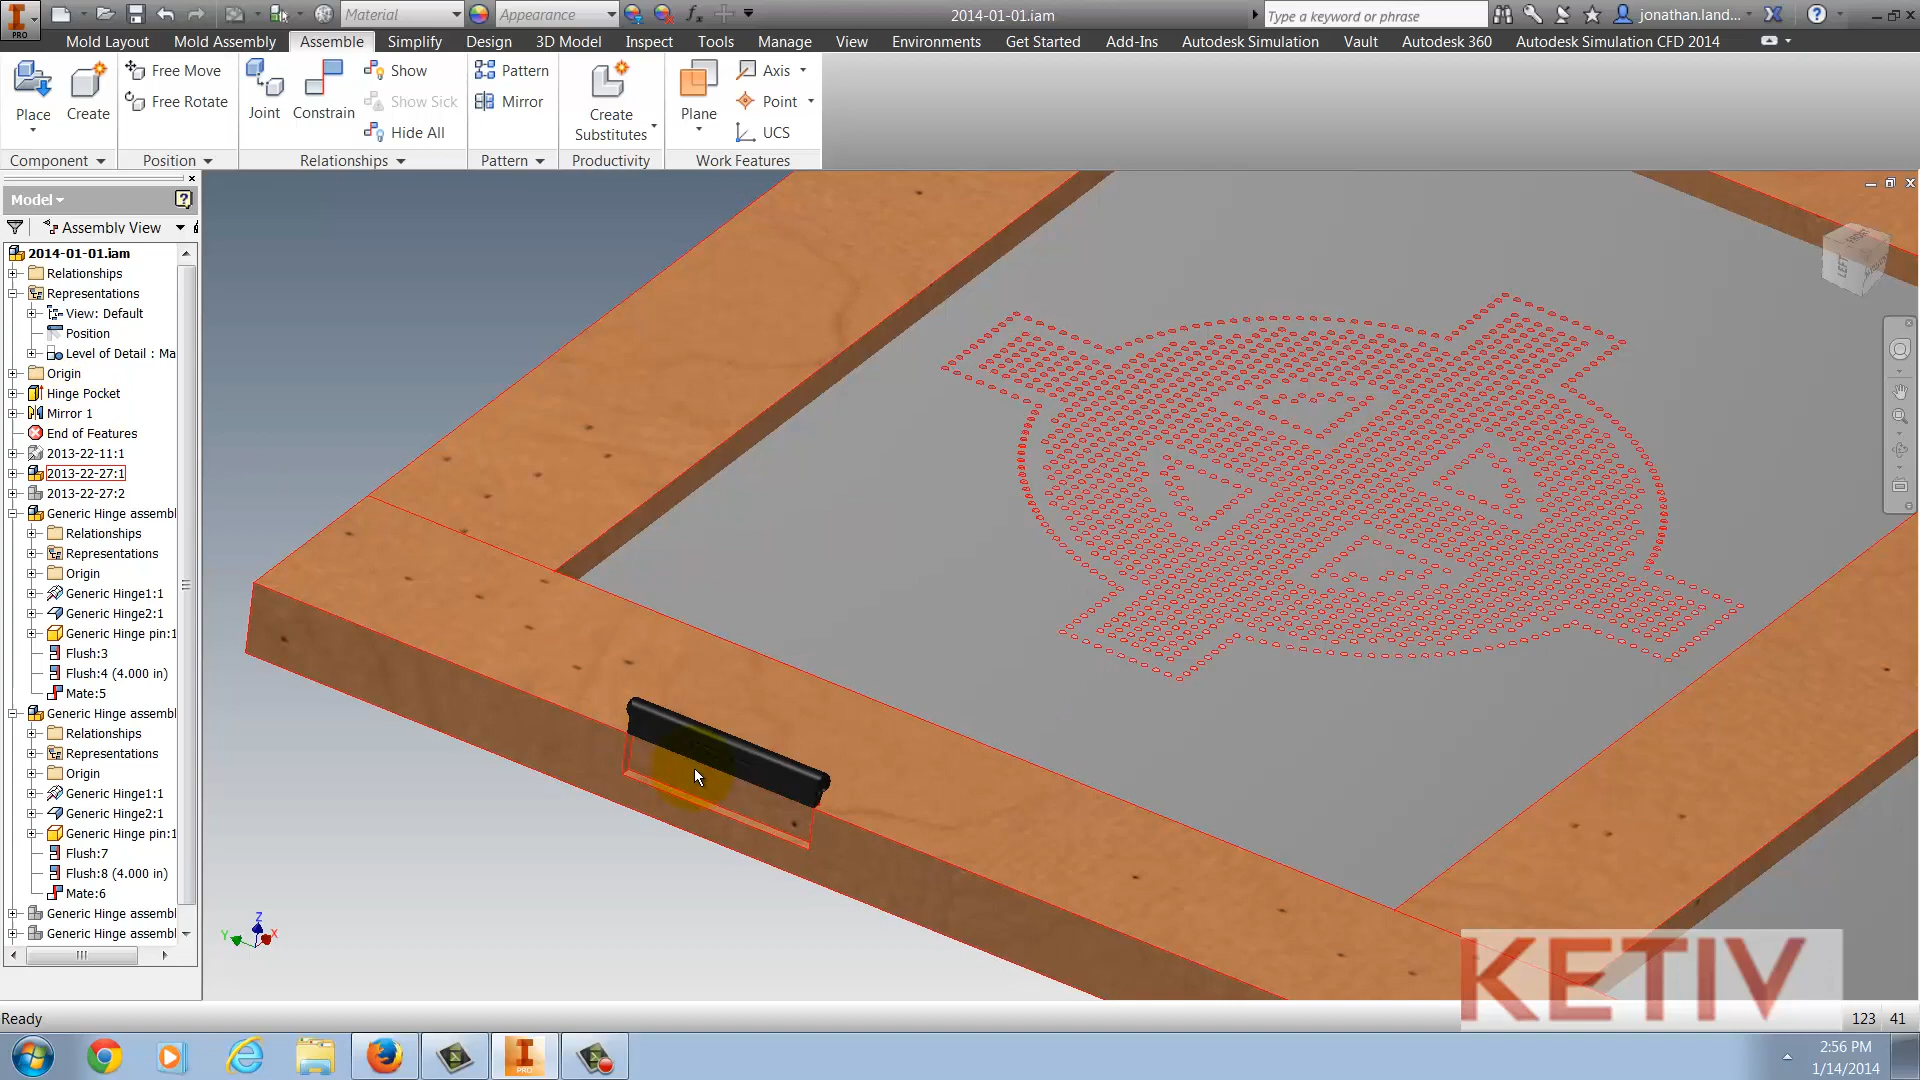 PRO
Material
Appearance
2014-01-01.iam
Type a keyword or phrase
jonathan.land...
Mold Layout Mold Assembly Assemble Simplify Design 3D Model Inspect Tools Manage View Environments Get Started Add-Ins Autodesk Simulation Vault Autodesk 360 Autodesk Simulation CFD 2014
Place
Create
Free Move
Free Rotate
Joint
Constrain
Show
Show Sick
Hide All
Pattern
Mirror
Create
Substitutes
Plane
Axis
Point
UCS
Component Position Relationships Pattern Productivity Work Features
Model
Assembly View
2014-01-01.iam
Relationships
Representations
View: Default
Position
Level of Detail : Ma
Origin
Hinge Pocket
Mirror 1
End of Features
2013-22-11:1
2013-22-27:1
2013-22-27:2
Generic Hinge assembl
Relationships
Representations
Origin
Generic Hinge1:1
Generic Hinge2:1
Generic Hinge pin:1
Flush:3
Flush:4 (4.000 in)
Mate:5
Generic Hinge assembl
Relationships
Representations
Origin
Generic Hinge1:1
Generic Hinge2:1
Generic Hinge pin:1
Flush:7
Flush:8 (4.000 in)
Mate:6
Generic Hinge assembl
Generic Hinge assembl
LEFT
Z
Y
X
KETIV
Ready
123 41
PRO
2:56 PM
1/14/2014